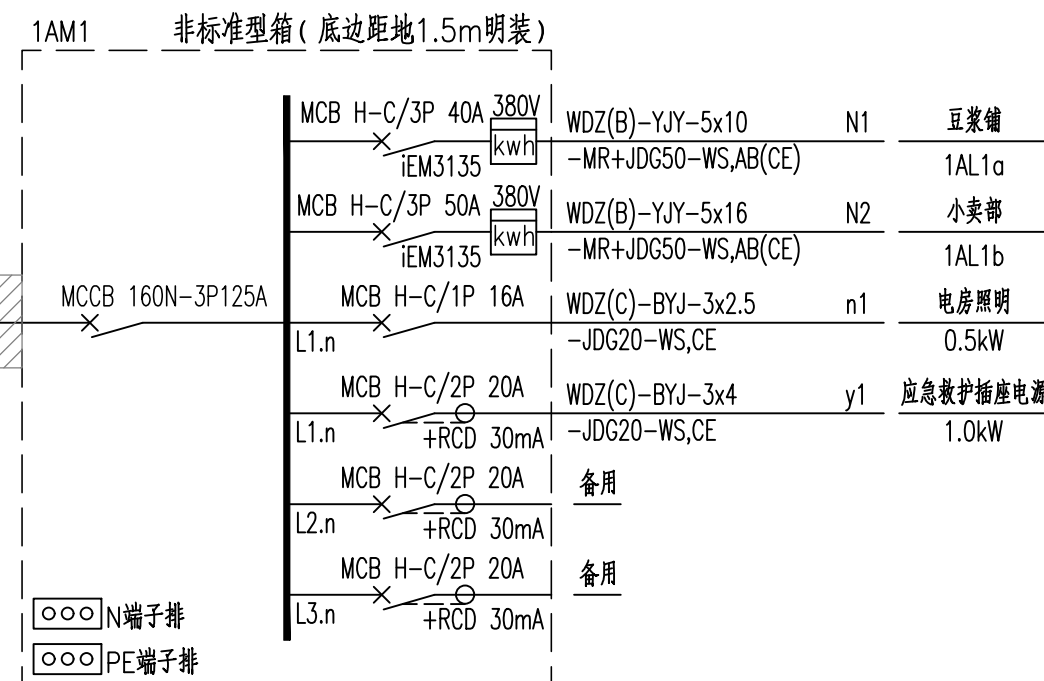 1AM1 非标准型箱(底边距地1.5m明装)
MCB H-C/3P 40A 380V WDZ(B)-YJY-5x10 N1 豆浆铺
kwh
iEM3135 -MR+JDG50-WS,AB(CE) 1AL1a
MCB H-C/3P 50A 380V WDZ(B)-YJY-5x16 N2 小卖部
kwh
iEM3135 -MR+JDG50-WS,AB(CE) 1AL1b
MCCB 160N-3P125A MCB H-C/1P 16A WDZ(C)-BYJ-3x2.5 n1 电房照明
L1.n -JDG20-WS,CE 0.5kW
MCB H-C/2P 20A WDZ(C)-BYJ-3x4 y1 应急救护插座电源
L1.n +RCD 30mA -JDG20-WS,CE 1.0kW
MCB H-C/2P 20A 备用
L2.n +RCD 30mA
MCB H-C/2P 20A 备用
L3.n +RCD 30mA
N端子排
PE端子排